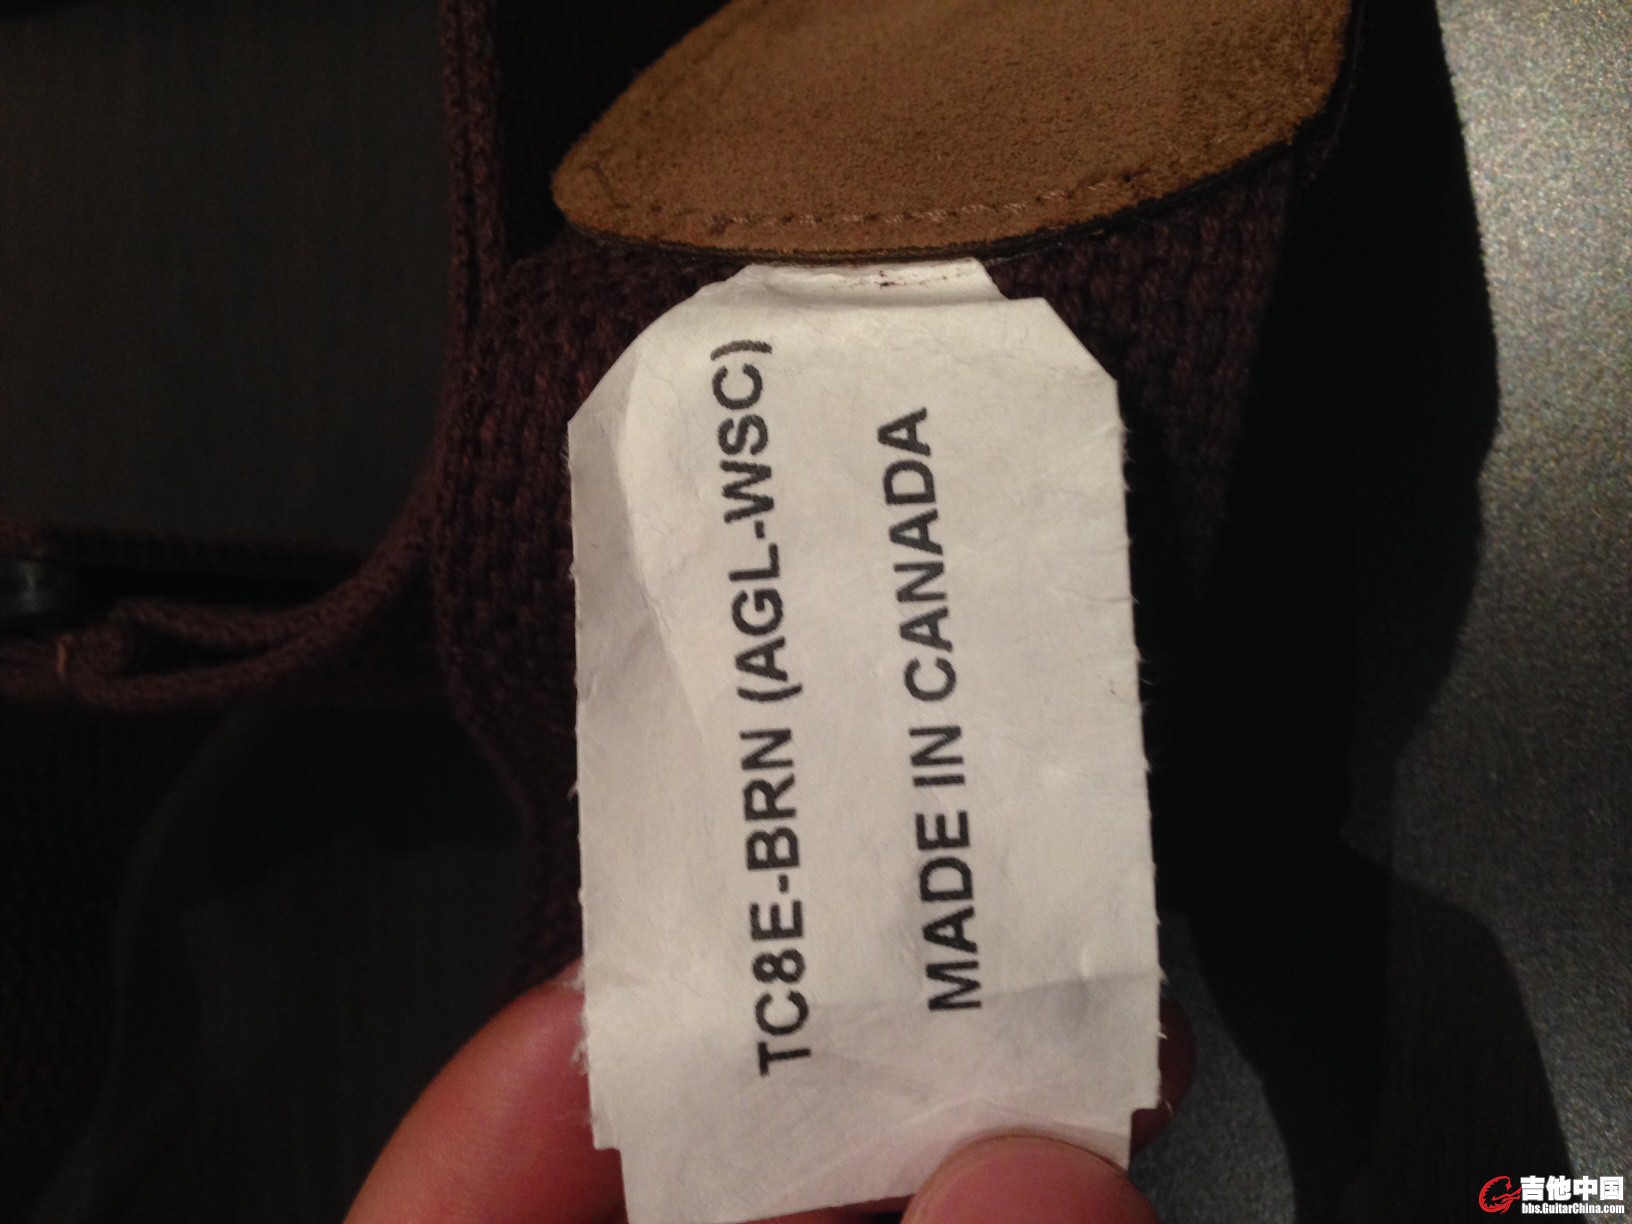 TC8E-BRN (AGL-WSC)
MADE IN CANADA
吉他中国
bbs.GuitarChina.com